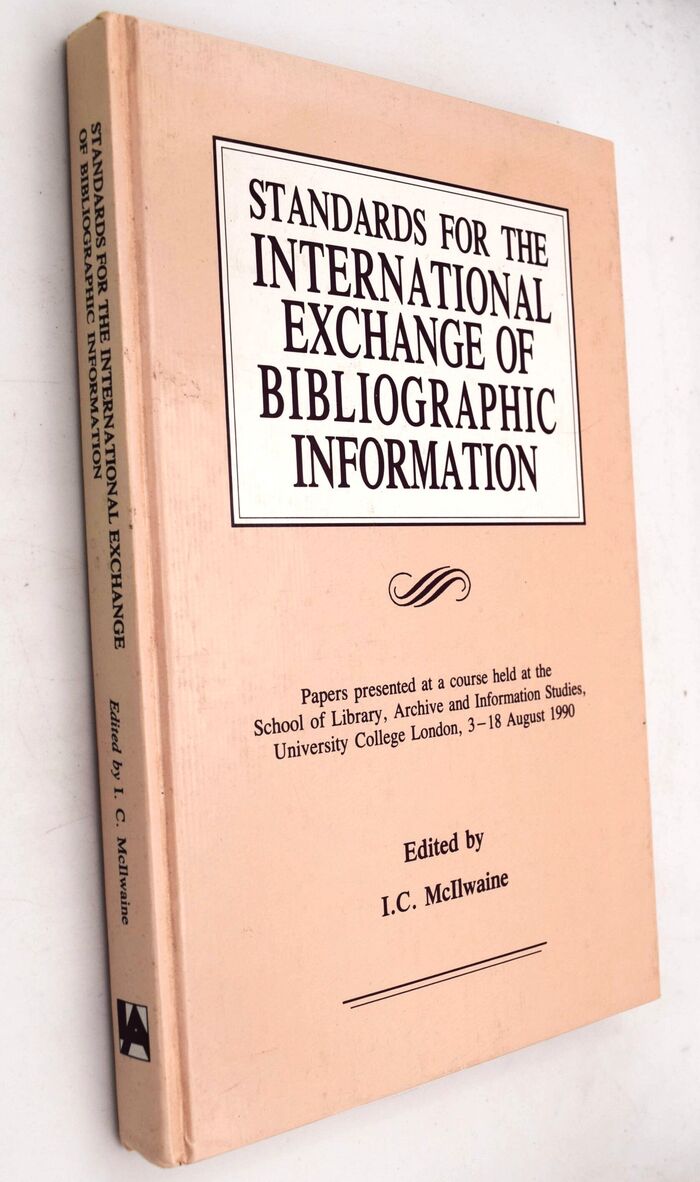 STANDARDS FOR THE INTERNATIONAL EXCHANGE
OF BIBLIOGRAPHIC INFORMATION
Edited by I. C. McIlwaine
LA
STANDARDS FOR THE
INTERNATIONAL
EXCHANGE OF
BIBLIOGRAPHIC
INFORMATION
Papers presented at a course held at the
School of Library, Archive and Information Studies,
University College London, 3–18 August 1990
Edited by
I.C. McIlwaine